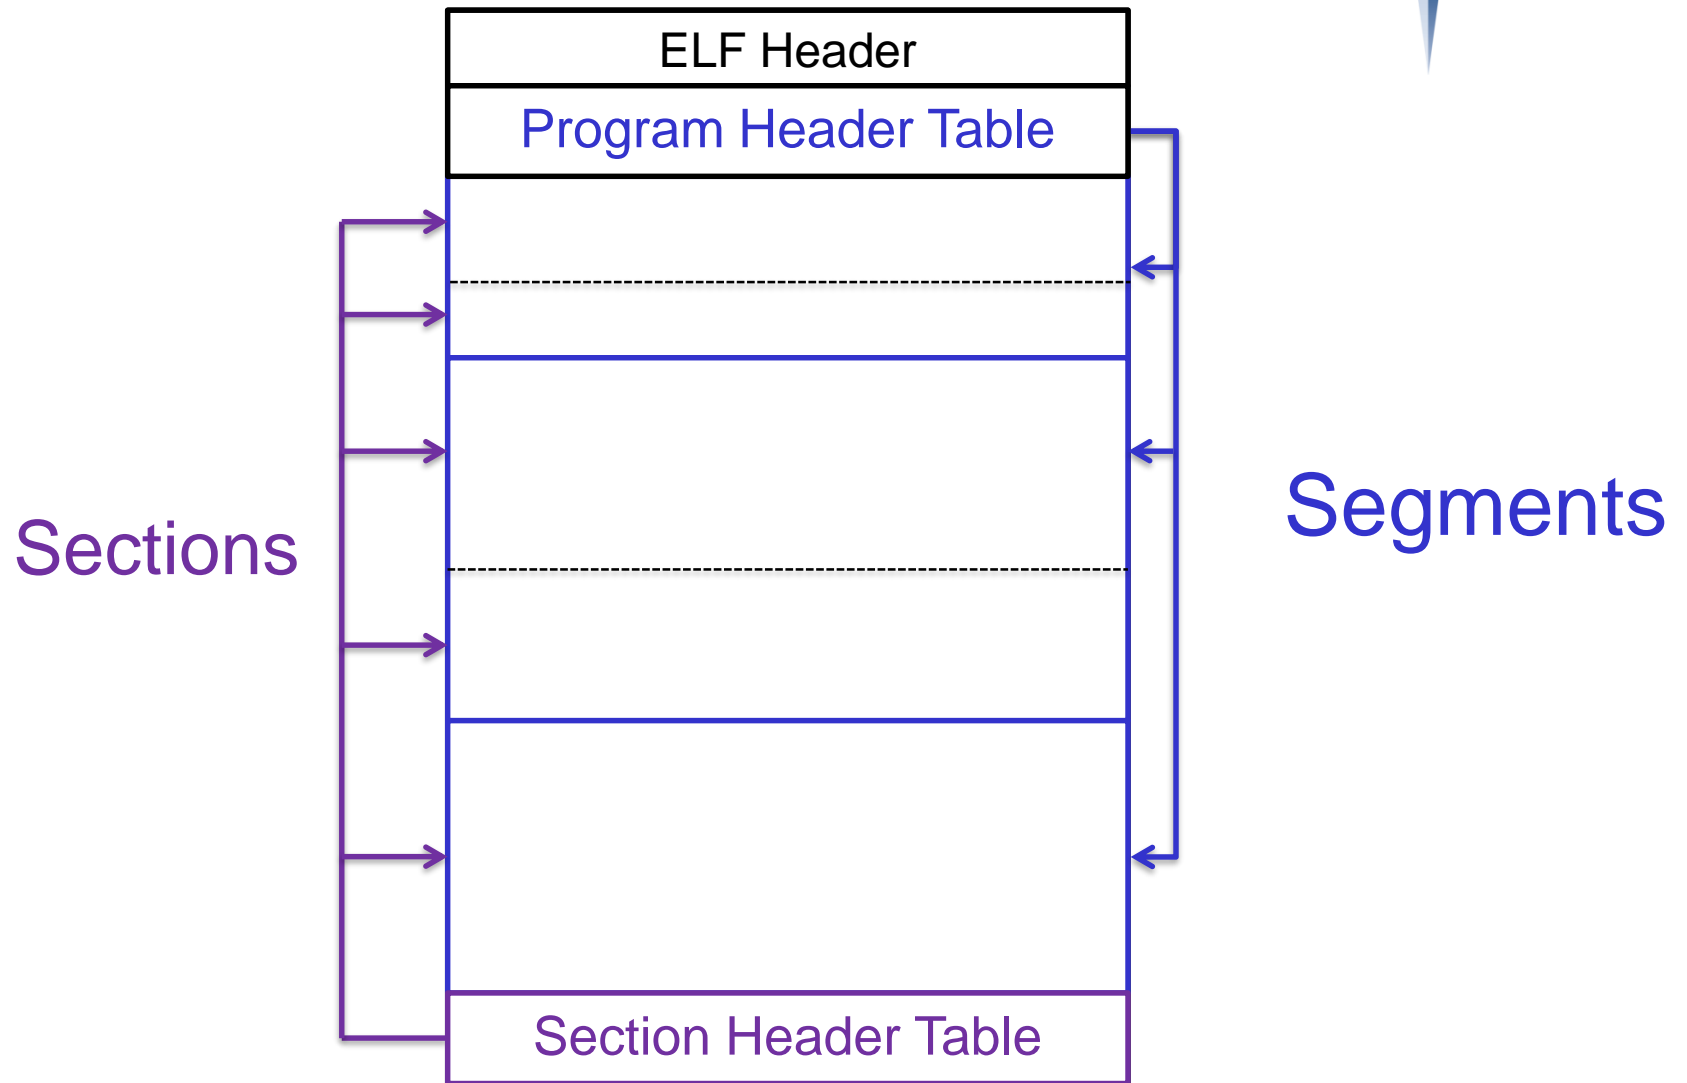 ELF Header
Program Header Table
Sections
Segments
Section Header Table